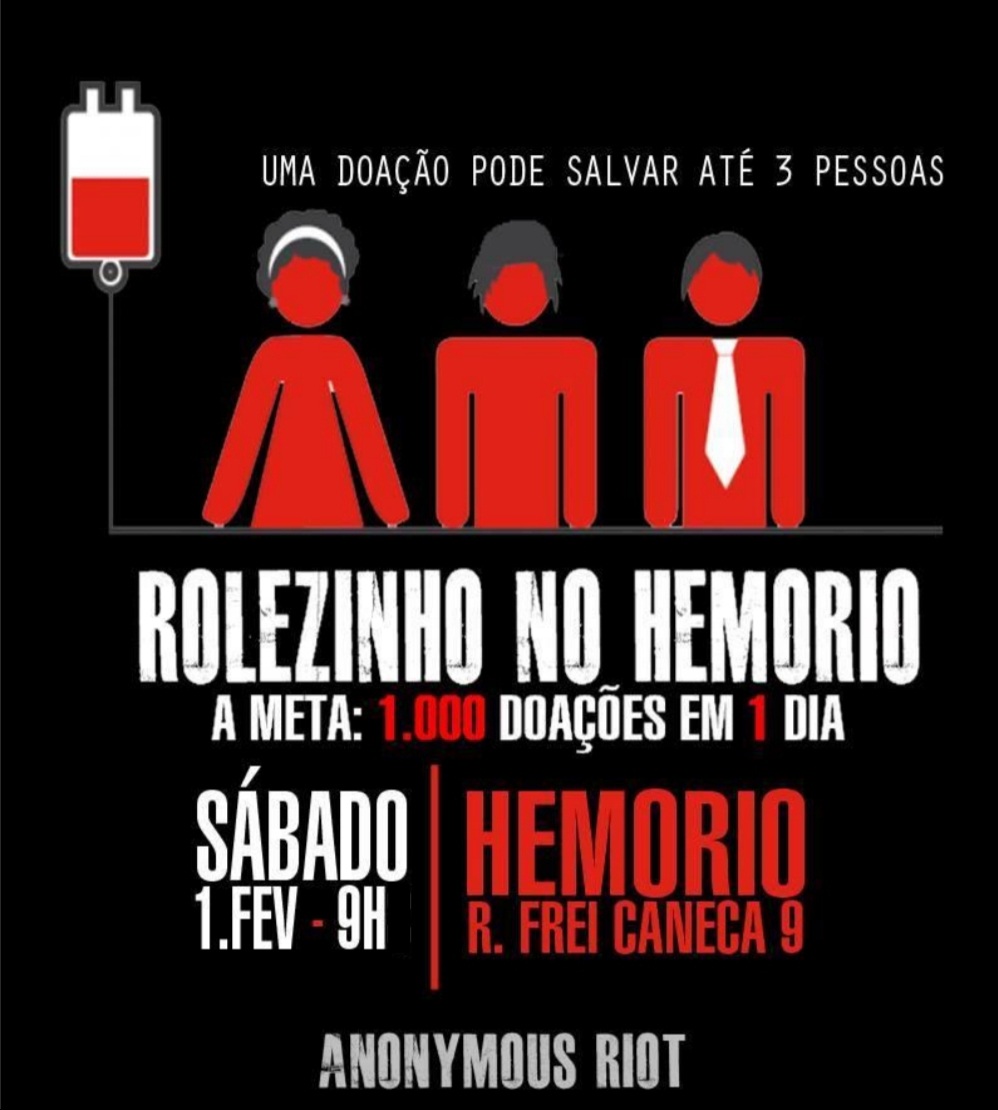 UMA DOAÇÃO PODE SALVAR ATÉ 3 PESSOAS
ROLEZINHO NO HEMORIO
A META: 1.000 DOAÇÕES EM 1 DIA
SÁBADO
1.FEV - 9H
HEMORIO
R. FREI CANECA 9
ANONYMOUS RIOT